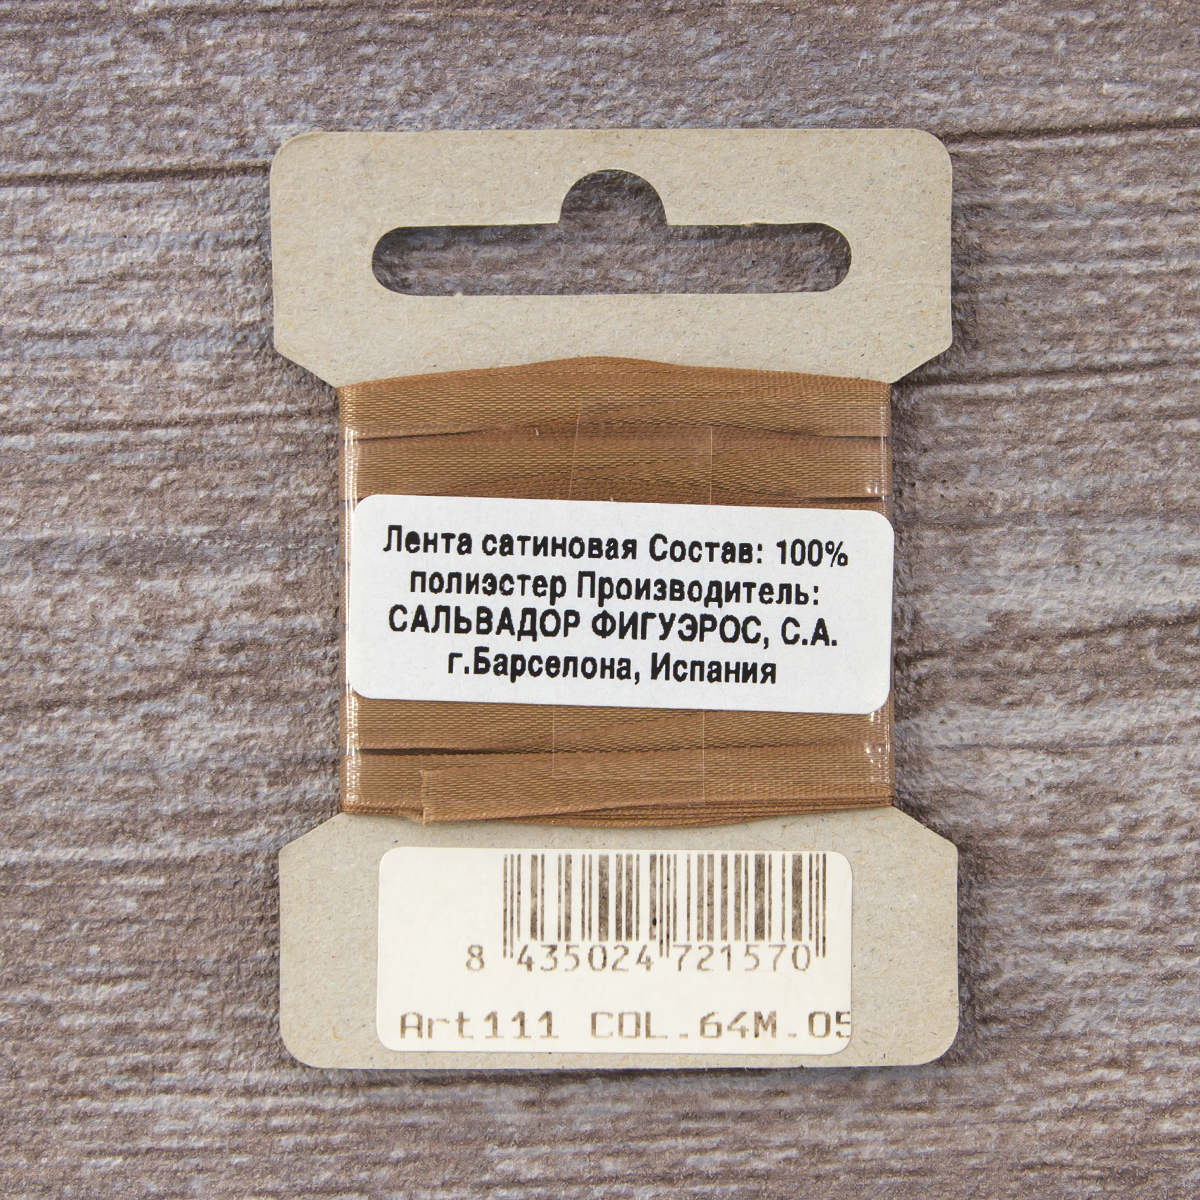 Лента сатиновая Состав: 100%
полиэстер Производитель:
САЛЬВАДОР ФИГУЭРОС, С.А.
г.Барселона, Испания
8 435024 721570
Art111 COL.64M.05